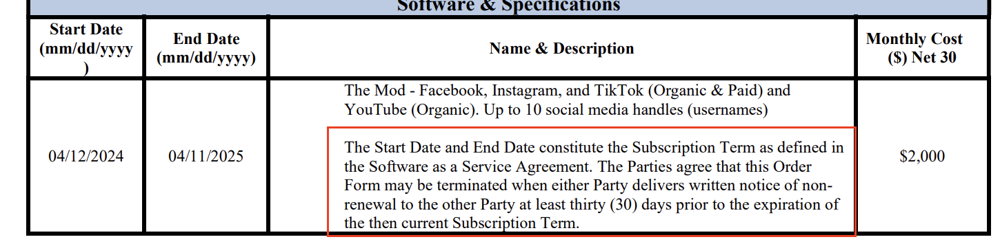 Software & Specifications
Start Date
(mm/dd/yyyy
)
End Date
(mm/dd/yyyy)
Name & Description
Monthly Cost
($) Net 30
04/12/2024
04/11/2025
The Mod - Facebook, Instagram, and TikTok (Organic & Paid) and
YouTube (Organic). Up to 10 social media handles (usernames)
The Start Date and End Date constitute the Subscription Term as defined in
the Software as a Service Agreement. The Parties agree that this Order
Form may be terminated when either Party delivers written notice of non-
renewal to the other Party at least thirty (30) days prior to the expiration of
the then current Subscription Term.
$2,000